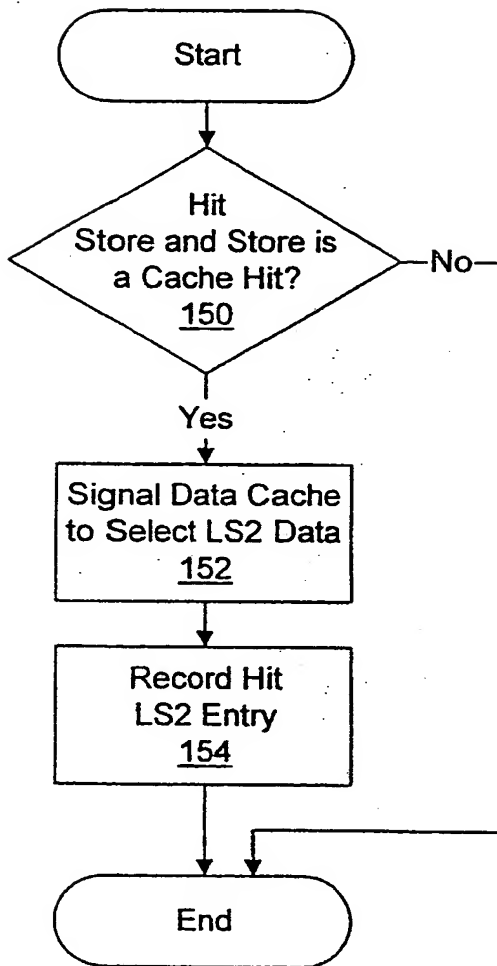 Start
Hit
Store and Store is
a Cache Hit?
150
No
Yes
Signal Data Cache
to Select LS2 Data
152
Record Hit
LS2 Entry
154
End